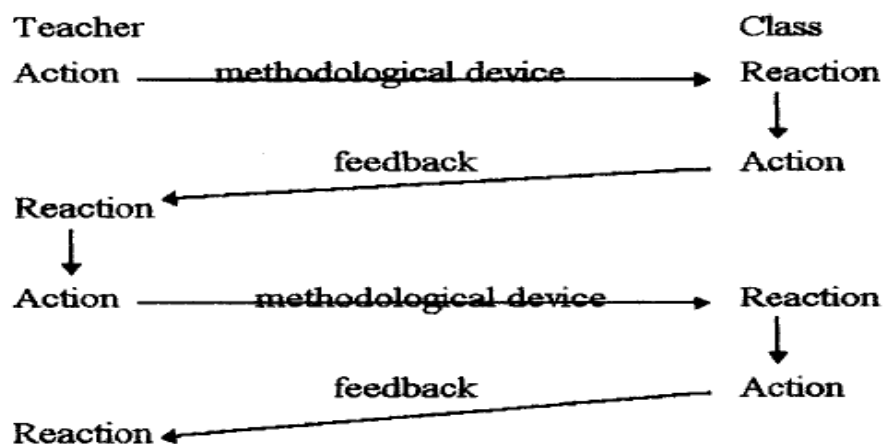 Teacher Class
Action methodological device Reaction
feedback Action
Reaction
Action methodological device Reaction
feedback Action
Reaction